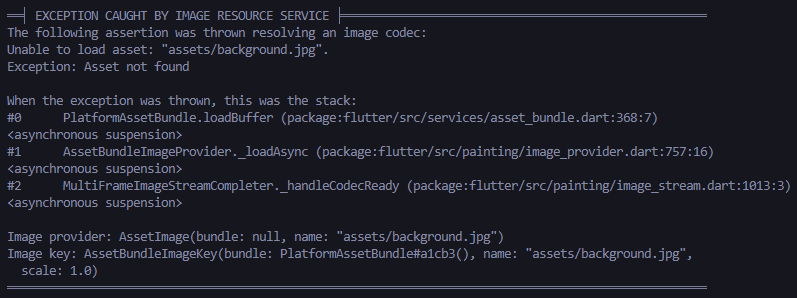 ══╡ EXCEPTION CAUGHT BY IMAGE RESOURCE SERVICE ╞════════════════════════════════════════════════════
The following assertion was thrown resolving an image codec:
Unable to load asset: "assets/background.jpg".
Exception: Asset not found
When the exception was thrown, this was the stack:
#0      PlatformAssetBundle.loadBuffer (package:flutter/src/services/asset_bundle.dart:368:7)
<asynchronous suspension>
#1      AssetBundleImageProvider._loadAsync (package:flutter/src/painting/image_provider.dart:757:16)
<asynchronous suspension>
#2      MultiFrameImageStreamCompleter._handleCodecReady (package:flutter/src/painting/image_stream.dart:1013:3)
<asynchronous suspension>
Image provider: AssetImage(bundle: null, name: "assets/background.jpg")
Image key: AssetBundleImageKey(bundle: PlatformAssetBundle#a1cb3(), name: "assets/background.jpg",
  scale: 1.0)
════════════════════════════════════════════════════════════════════════════════════════════════════